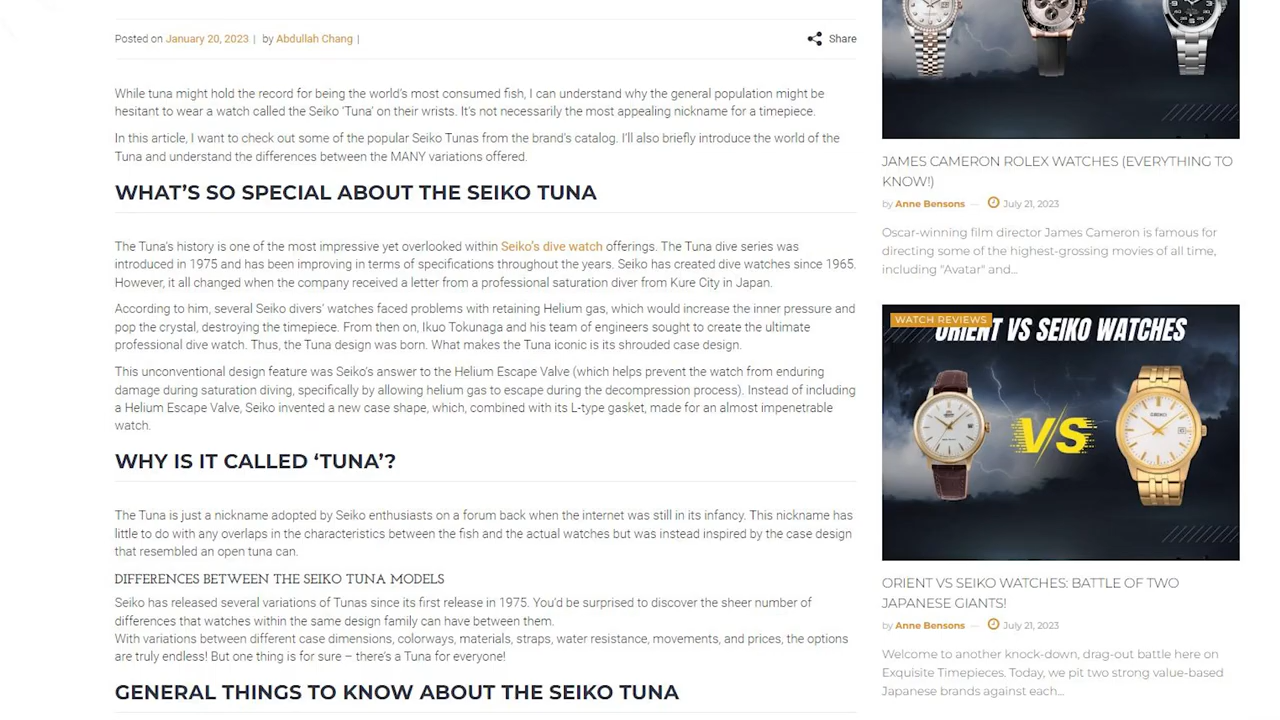 Posted on January 20, 2023 | by Abdullah Chang |
Share
While tuna might hold the record for being the world's most consumed fish, I can understand why the general population might be
hesitant to wear a watch called the Seiko 'Tuna' on their wrists. It's not necessarily the most appealing nickname for a timepiece.
In this article, I want to check out some of the popular Seiko Tunas from the brand's catalog. I'll also briefly introduce the world of the
Tuna and understand the differences between the MANY variations offered.
WHAT'S SO SPECIAL ABOUT THE SEIKO TUNA
The Tuna's history is one of the most impressive yet overlooked within Seiko's dive watch offerings. The Tuna dive series was
introduced in 1975 and has been improving in terms of specifications throughout the years. Seiko has created dive watches since 1965.
However, it all changed when the company received a letter from a professional saturation diver from Kure City in Japan.
According to him, several Seiko divers' watches faced problems with retaining Helium gas, which would increase the inner pressure and
pop the crystal, destroying the timepiece. From then on, Ikuo Tokunaga and his team of engineers sought to create the ultimate
professional dive watch. Thus, the Tuna design was born. What makes the Tuna iconic is its shrouded case design.
This unconventional design feature was Seiko's answer to the Helium Escape Valve (which helps prevent the watch from enduring
damage during saturation diving, specifically by allowing helium gas to escape during the decompression process). Instead of including
a Helium Escape Valve, Seiko invented a new case shape, which, combined with its L-type gasket, made for an almost impenetrable
watch.
WHY IS IT CALLED 'TUNA'?
The Tuna is just a nickname adopted by Seiko enthusiasts on a forum back when the internet was still in its infancy. This nickname has
little to do with any overlaps in the characteristics between the fish and the actual watches but was instead inspired by the case design
that resembled an open tuna can.
DIFFERENCES BETWEEN THE SEIKO TUNA MODELS
Seiko has released several variations of Tunas since its first release in 1975. You'd be surprised to discover the sheer number of
differences that watches within the same design family can have between them.
With variations between different case dimensions, colorways, materials, straps, water resistance, movements, and prices, the options
are truly endless! But one thing is for sure – there's a Tuna for everyone!
GENERAL THINGS TO KNOW ABOUT THE SEIKO TUNA
JAMES CAMERON ROLEX WATCHES (EVERYTHING TO
KNOW!)
by Anne Bensons — July 21, 2023
Oscar-winning film director James Cameron is famous for
directing some of the highest-grossing movies of all time,
including "Avatar" and...
WATCH REVIEWS
ORIENT VS SEIKO WATCHES
VS
SEIKO
ORIENT VS SEIKO WATCHES: BATTLE OF TWO
JAPANESE GIANTS!
by Anne Bensons — July 21, 2023
Welcome to another knock-down, drag-out battle here on
Exquisite Timepieces. Today, we pit two strong value-based
Japanese brands against each...